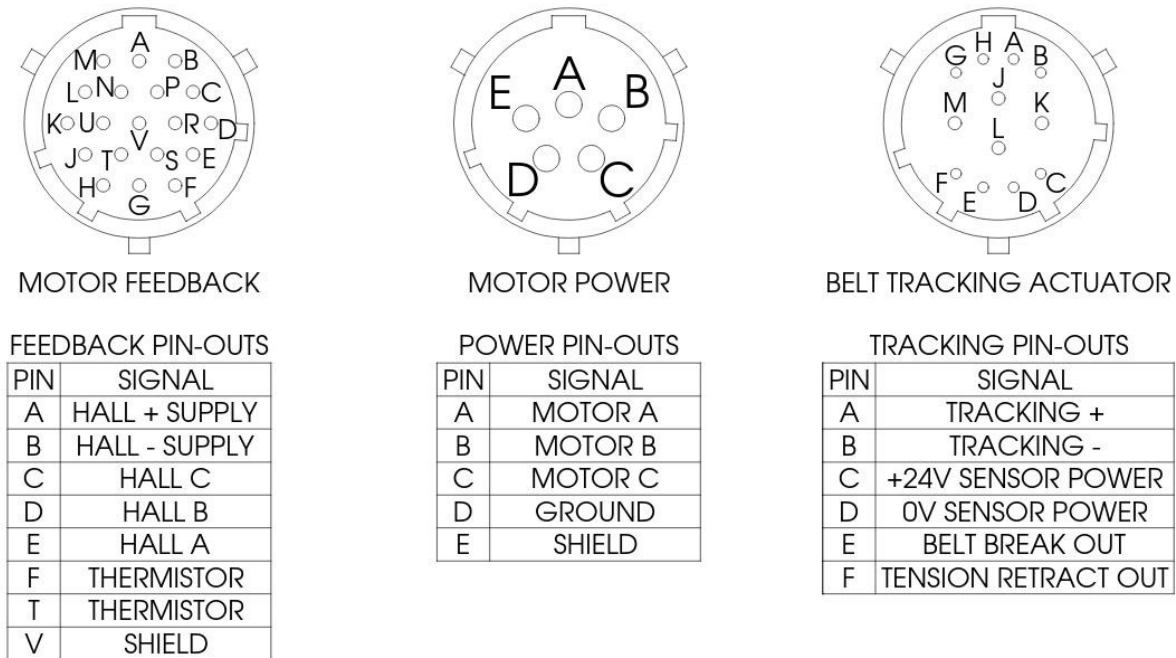 A
M B
L N P C
K U V R D
J T S E
H G F
MOTOR FEEDBACK
A
E B
D C
MOTOR POWER
H A
G B
J
M K
L
F C
E D
BELT TRACKING ACTUATOR
FEEDBACK PIN-OUTS
PIN SIGNAL
A HALL + SUPPLY
B HALL - SUPPLY
C HALL C
D HALL B
E HALL A
F THERMISTOR
T THERMISTOR
V SHIELD
POWER PIN-OUTS
PIN SIGNAL
A MOTOR A
B MOTOR B
C MOTOR C
D GROUND
E SHIELD
TRACKING PIN-OUTS
PIN SIGNAL
A TRACKING +
B TRACKING -
C +24V SENSOR POWER
D 0V SENSOR POWER
E BELT BREAK OUT
F TENSION RETRACT OUT